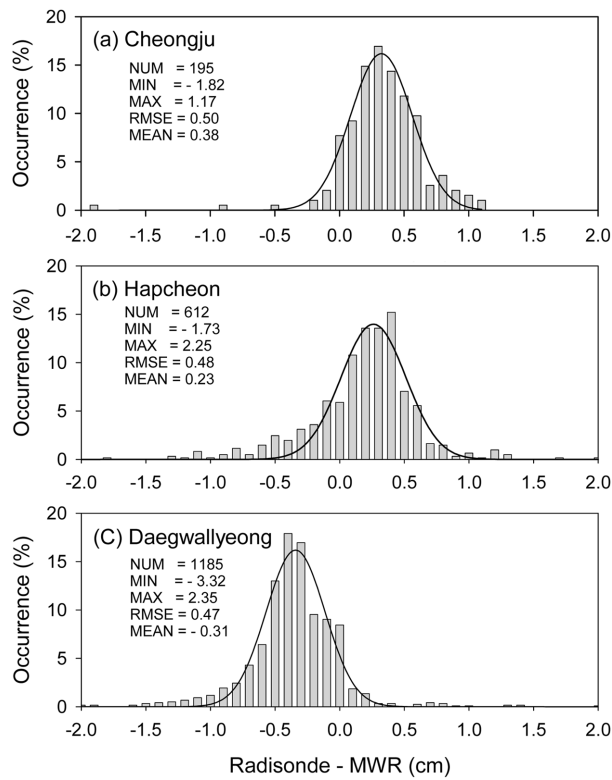 20
(a) Cheongju
15
NUM = 195
MIN = - 1.82
MAX = 1.17
RMSE = 0.50
MEAN = 0.38
10
5
0
Occurrence (%)
-2.0 -1.5 -1.0 -0.5 0.0 0.5 1.0 1.5 2.0
20
(b) Hapcheon
15
NUM = 612
MIN = - 1.73
MAX = 2.25
RMSE = 0.48
MEAN = 0.23
10
5
0
Occurrence (%)
-2.0 -1.5 -1.0 -0.5 0.0 0.5 1.0 1.5 2.0
20
(C) Daegwallyeong
15
NUM = 1185
MIN = - 3.32
MAX = 2.35
RMSE = 0.47
MEAN = - 0.31
10
5
0
Occurrence (%)
-2.0 -1.5 -1.0 -0.5 0.0 0.5 1.0 1.5 2.0
Radisonde - MWR (cm)